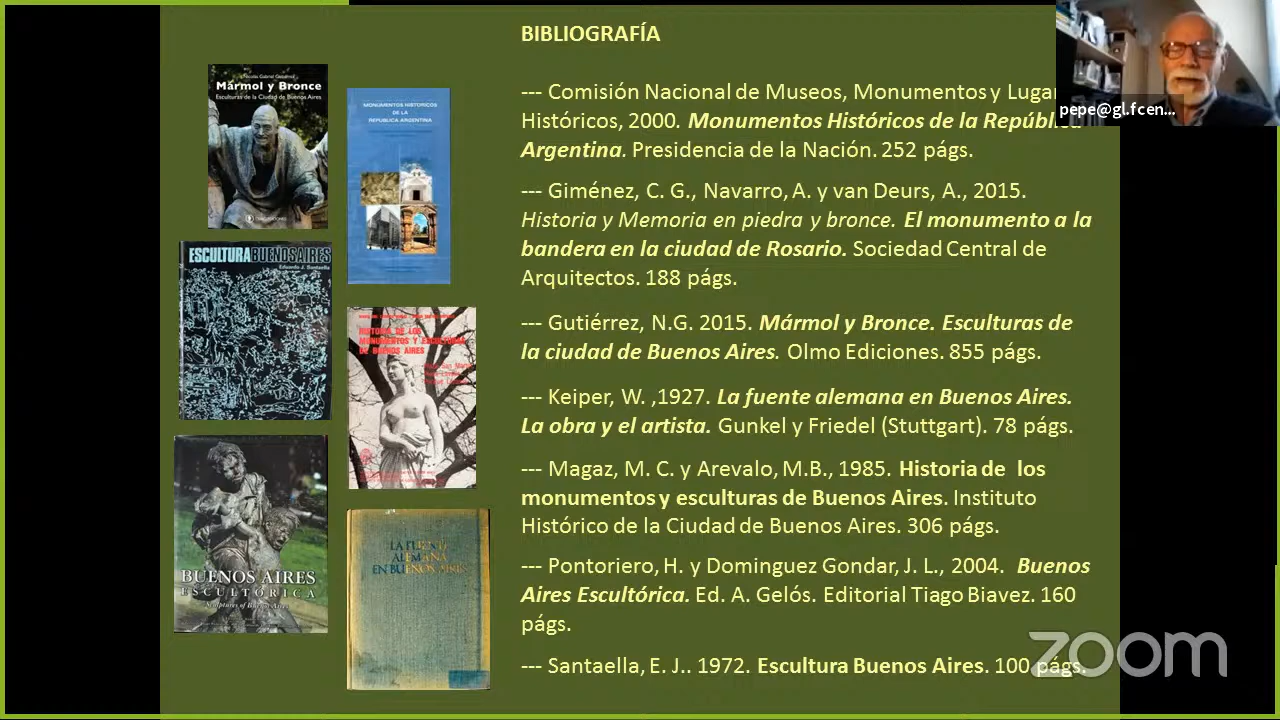 BIBLIOGRAFÍA
--- Comisión Nacional de Museos, Monumentos y Lugar
Históricos, 2000. Monumentos Históricos de la Repúbl
Argentina. Presidencia de la Nación. 252 págs.
--- Giménez, C. G., Navarro, A. y van Deurs, A., 2015.
Historia y Memoria en piedra y bronce. El monumento a la
bandera en la ciudad de Rosario. Sociedad Central de
Arquitectos. 188 págs.
--- Gutiérrez, N.G. 2015. Mármol y Bronce. Esculturas de
la ciudad de Buenos Aires. Olmo Ediciones. 855 págs.
--- Keiper, W. ,1927. La fuente alemana en Buenos Aires.
La obra y el artista. Gunkel y Friedel (Stuttgart). 78 págs.
--- Magaz, M. C. y Arevalo, M.B., 1985. Historia de los
monumentos y esculturas de Buenos Aires. Instituto
Histórico de la Ciudad de Buenos Aires. 306 págs.
--- Pontoriero, H. y Dominguez Gondar, J. L., 2004. Buenos
Aires Escultórica. Ed. A. Gelós. Editorial Tiago Biavez. 160
págs.
--- Santaella, E. J.. 1972. Escultura Buenos Aires. 100 págs.
Mármol y Bronce
Esculturas de la Ciudad de Buenos Aires
MONUMENTOS HISTORICOS
DE LA
REPUBLICA ARGENTINA
ESCULTURA BUENOS AIRES
Eduardo J. Santaella
HISTORIA DE LOS
MONUMENTOS Y ESCULTURAS
DE BUENOS AIRES
BUENOS AIRES
ESCULTORICA
Sculptures of Buenos Aires
LA FUENTE
ALEMANA
EN BUENOS AIRES
pepe@gl.fcen...
zoom